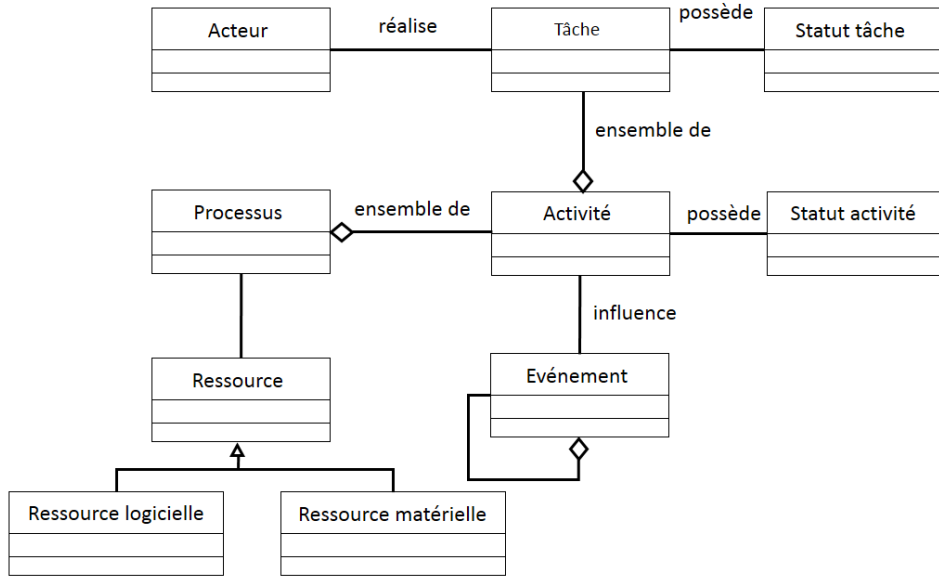 Acteur
réalise
Tâche
possède
Statut tâche
ensemble de
Processus
ensemble de
Activité
possède
Statut activité
influence
Ressource
Evénement
Ressource logicielle
Ressource matérielle